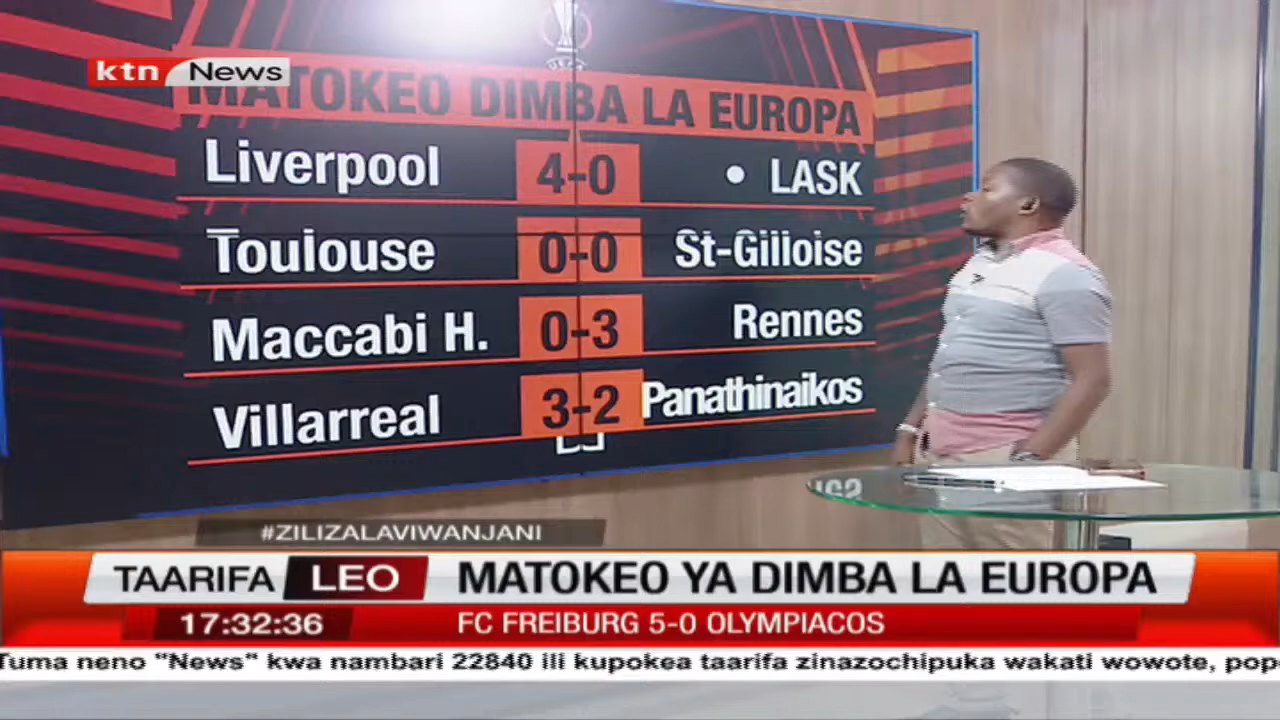 ktn News
UEFA
MATOKEO DIMBA LA EUROPA
Liverpool 4-0 • LASK
Toulouse 0-0 St-Gilloise
Maccabi H. 0-3 Rennes
Villarreal 3-2 Panathinaikos
#ZILIZALAVIWANJANI
TAARIFA LEO MATOKEO YA DIMBA LA EUROPA
17:32:36 FC FREIBURG 5-0 OLYMPIACOS
Tuma neno "News" kwa nambari 22840 ili kupokea taarifa zinazochipuka wakati wowote, pop